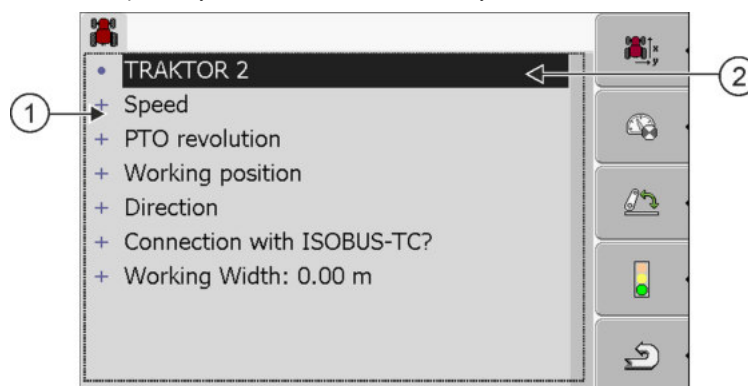 x
y
TRAKTOR 2
2
1
+ Speed
+ PTO revolution
+ Working position
+ Direction
+ Connection with ISOBUS-TC?
+ Working Width: 0.00 m